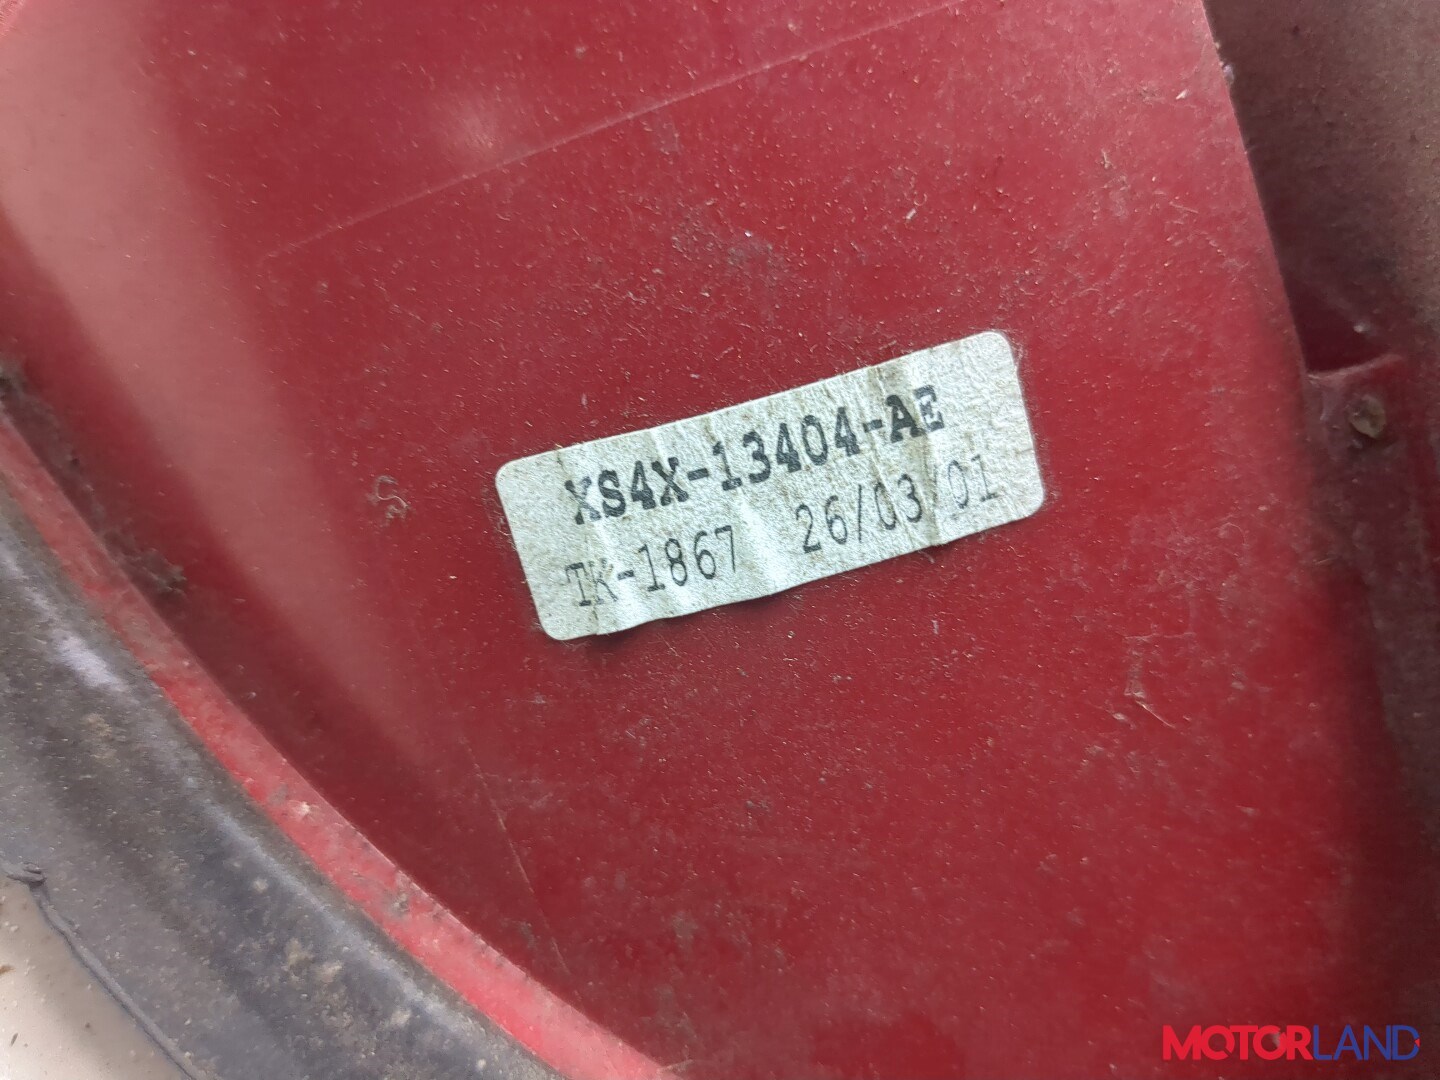 XS4X-13404-AE
TK-1867 26/03/01
MOTORLAND